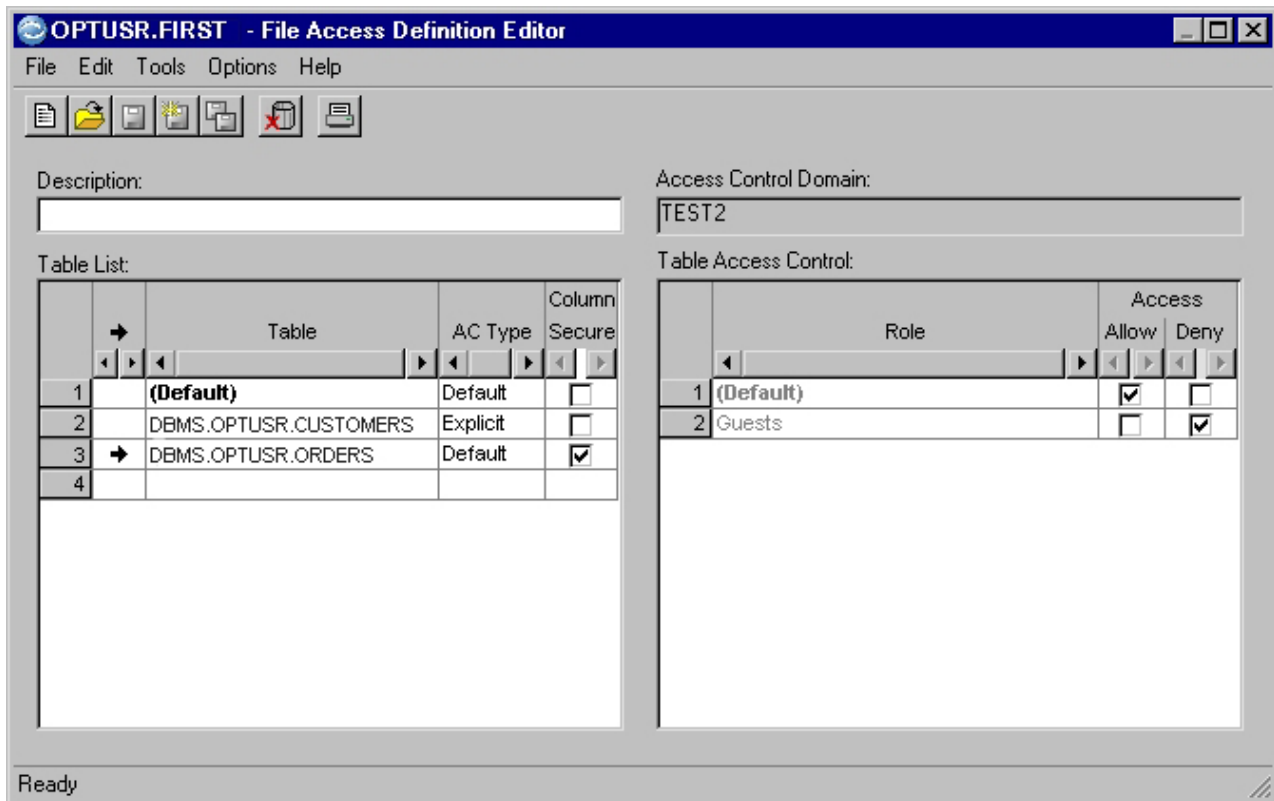 OPTUSR.FIRST - File Access Definition Editor
File Edit Tools Options Help
Description:
Access Control Domain:
TEST2
Table List:
Table Access Control:
Column
Table AC Type Secure
1 (Default) Default
2 DBMS.OPTUSR.CUSTOMERS Explicit
3 DBMS.OPTUSR.ORDERS Default
4
Access
Role Allow Deny
1 (Default)
2 Guests
Ready